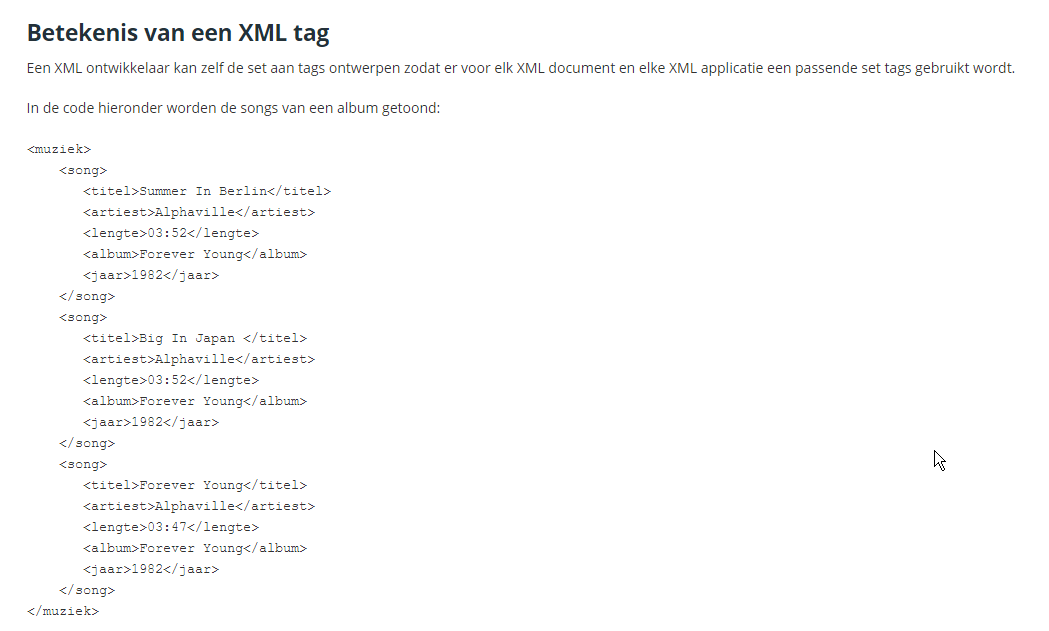 Betekenis van een XML tag
Een XML ontwikkelaar kan zelf de set aan tags ontwerpen zodat er voor elk XML document en elke XML applicatie een passende set tags gebruikt wordt.
In de code hieronder worden de songs van een album getoond:
<muziek>
    <song>
       <titel>Summer In Berlin</titel>
       <artiest>Alphaville</artiest>
       <lengte>03:52</lengte>
       <album>Forever Young</album>
       <jaar>1982</jaar>
    </song>
    <song>
       <titel>Big In Japan </titel>
       <artiest>Alphaville</artiest>
       <lengte>03:52</lengte>
       <album>Forever Young</album>
       <jaar>1982</jaar>
    </song>
    <song>
       <titel>Forever Young</titel>
       <artiest>Alphaville</artiest>
       <lengte>03:47</lengte>
       <album>Forever Young</album>
       <jaar>1982</jaar>
    </song>
</muziek>